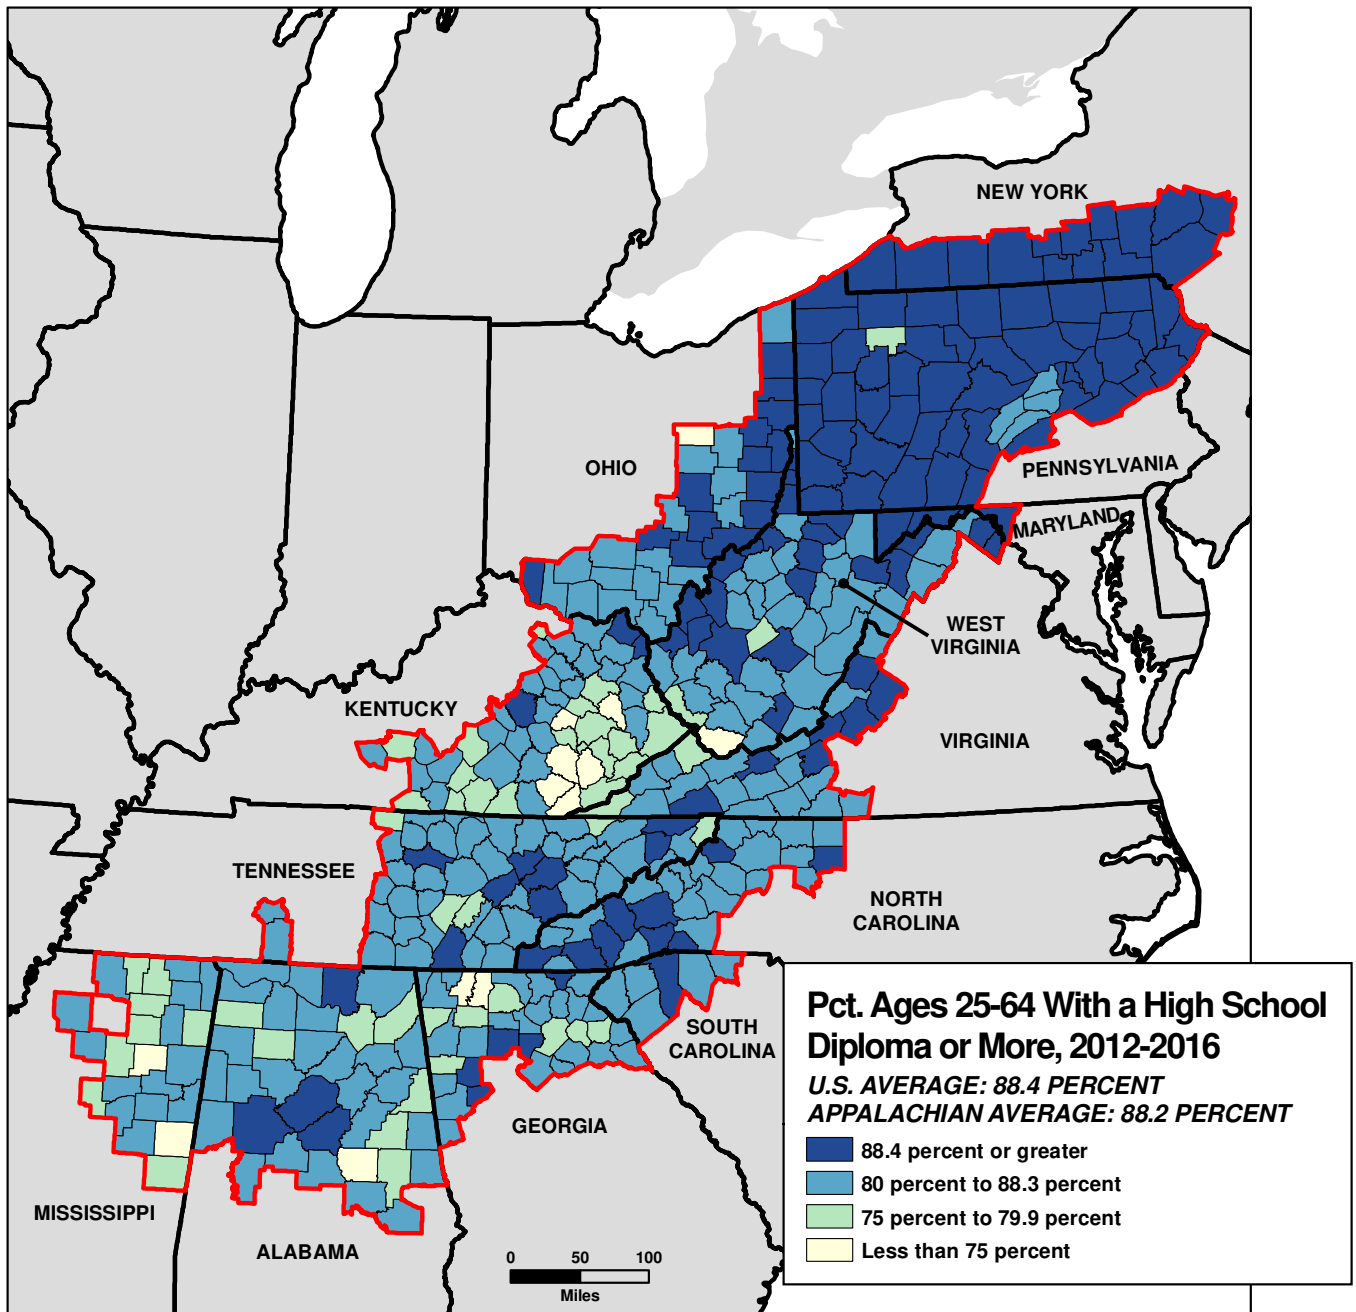 NEW YORK
OHIO
PENNSYLVANIA
MARYLAND
WEST
VIRGINIA
KENTUCKY
VIRGINIA
TENNESSEE
NORTH
CAROLINA
Pct. Ages 25-64 With a High School
Diploma or More, 2012-2016
U.S. AVERAGE: 88.4 PERCENT
APPALACHIAN AVERAGE: 88.2 PERCENT
88.4 percent or greater
80 percent to 88.3 percent
75 percent to 79.9 percent
Less than 75 percent
SOUTH
CAROLINA
GEORGIA
MISSISSIPPI
ALABAMA
0 50 100
Miles